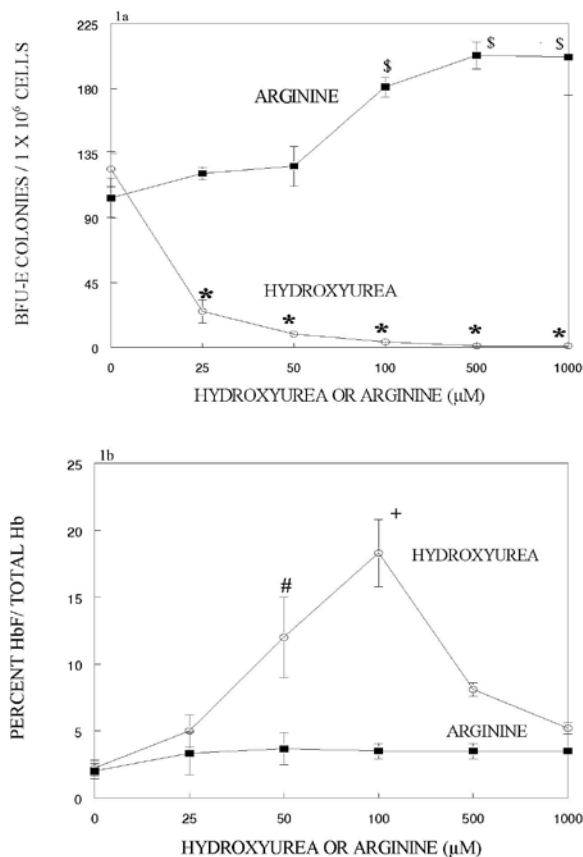 1a
225
180
135
90
45
0
BFU-E COLONIES / 1 X 10⁶ CELLS
ARGININE
$
$
$
HYDROXYUREA
*
*
*
*
*
0 25 50 100 500 1000
HYDROXYUREA OR ARGININE (µM)
1b
25
20
15
10
5
0
PERCENT HbF/ TOTAL Hb
+
HYDROXYUREA
#
ARGININE
0 25 50 100 500 1000
HYDROXYUREA OR ARGININE (µM)